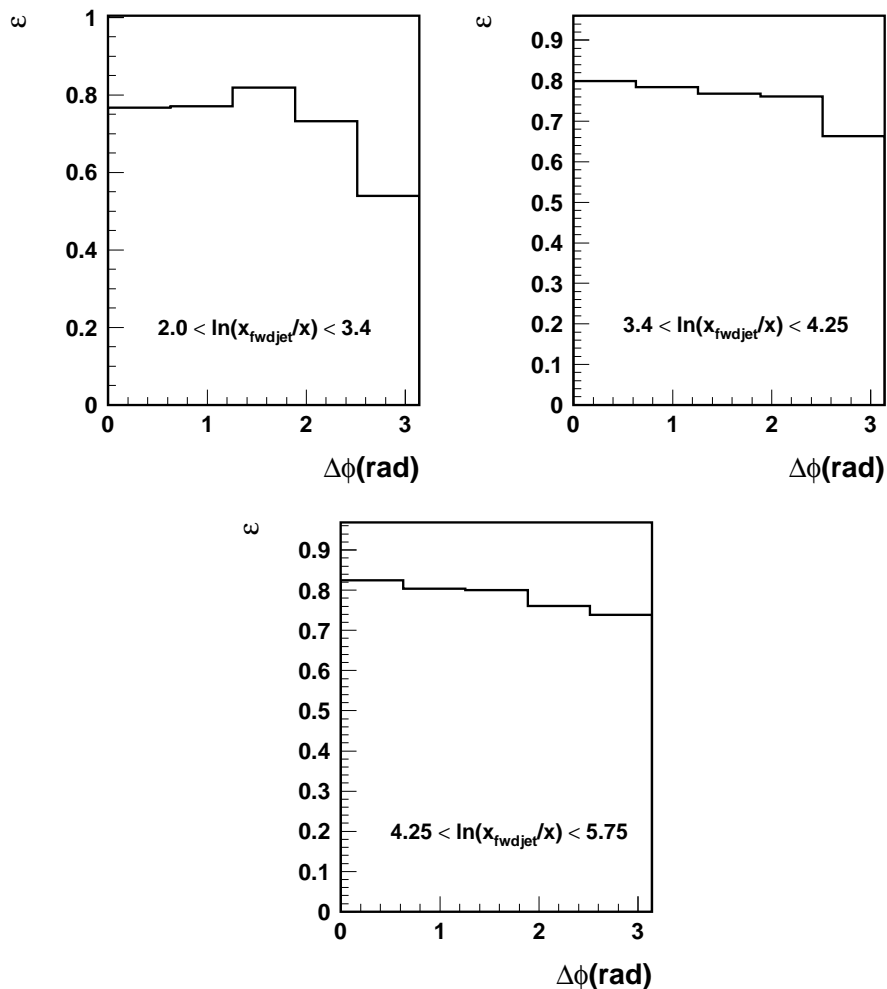 ε
1
0.8
0.6
0.4
0.2
0
2.0 < ln(x_fwdjet/x) < 3.4
0 1 2 3
Δϕ(rad)
ε
0.9
0.8
0.7
0.6
0.5
0.4
0.3
0.2
0.1
0
3.4 < ln(x_fwdjet/x) < 4.25
0 1 2 3
Δϕ(rad)
ε
0.9
0.8
0.7
0.6
0.5
0.4
0.3
0.2
0.1
0
4.25 < ln(x_fwdjet/x) < 5.75
0 1 2 3
Δϕ(rad)